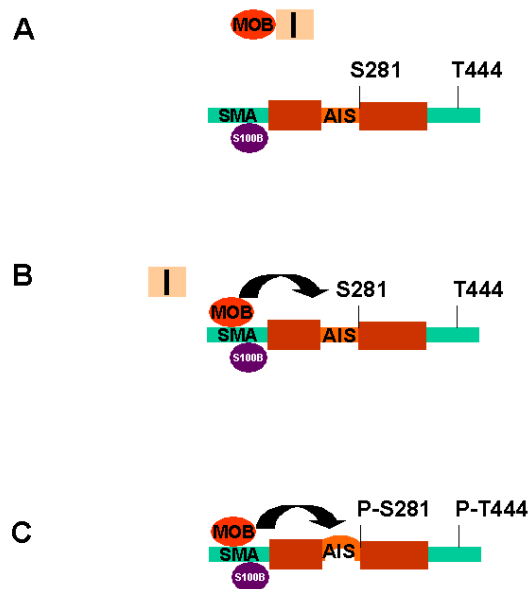 A
MOB I
S281 T444
SMA AIS
S100B
B
I
S281 T444
MOB
SMA AIS
S100B
C
P-S281 P-T444
MOB
SMA AIS
S100B